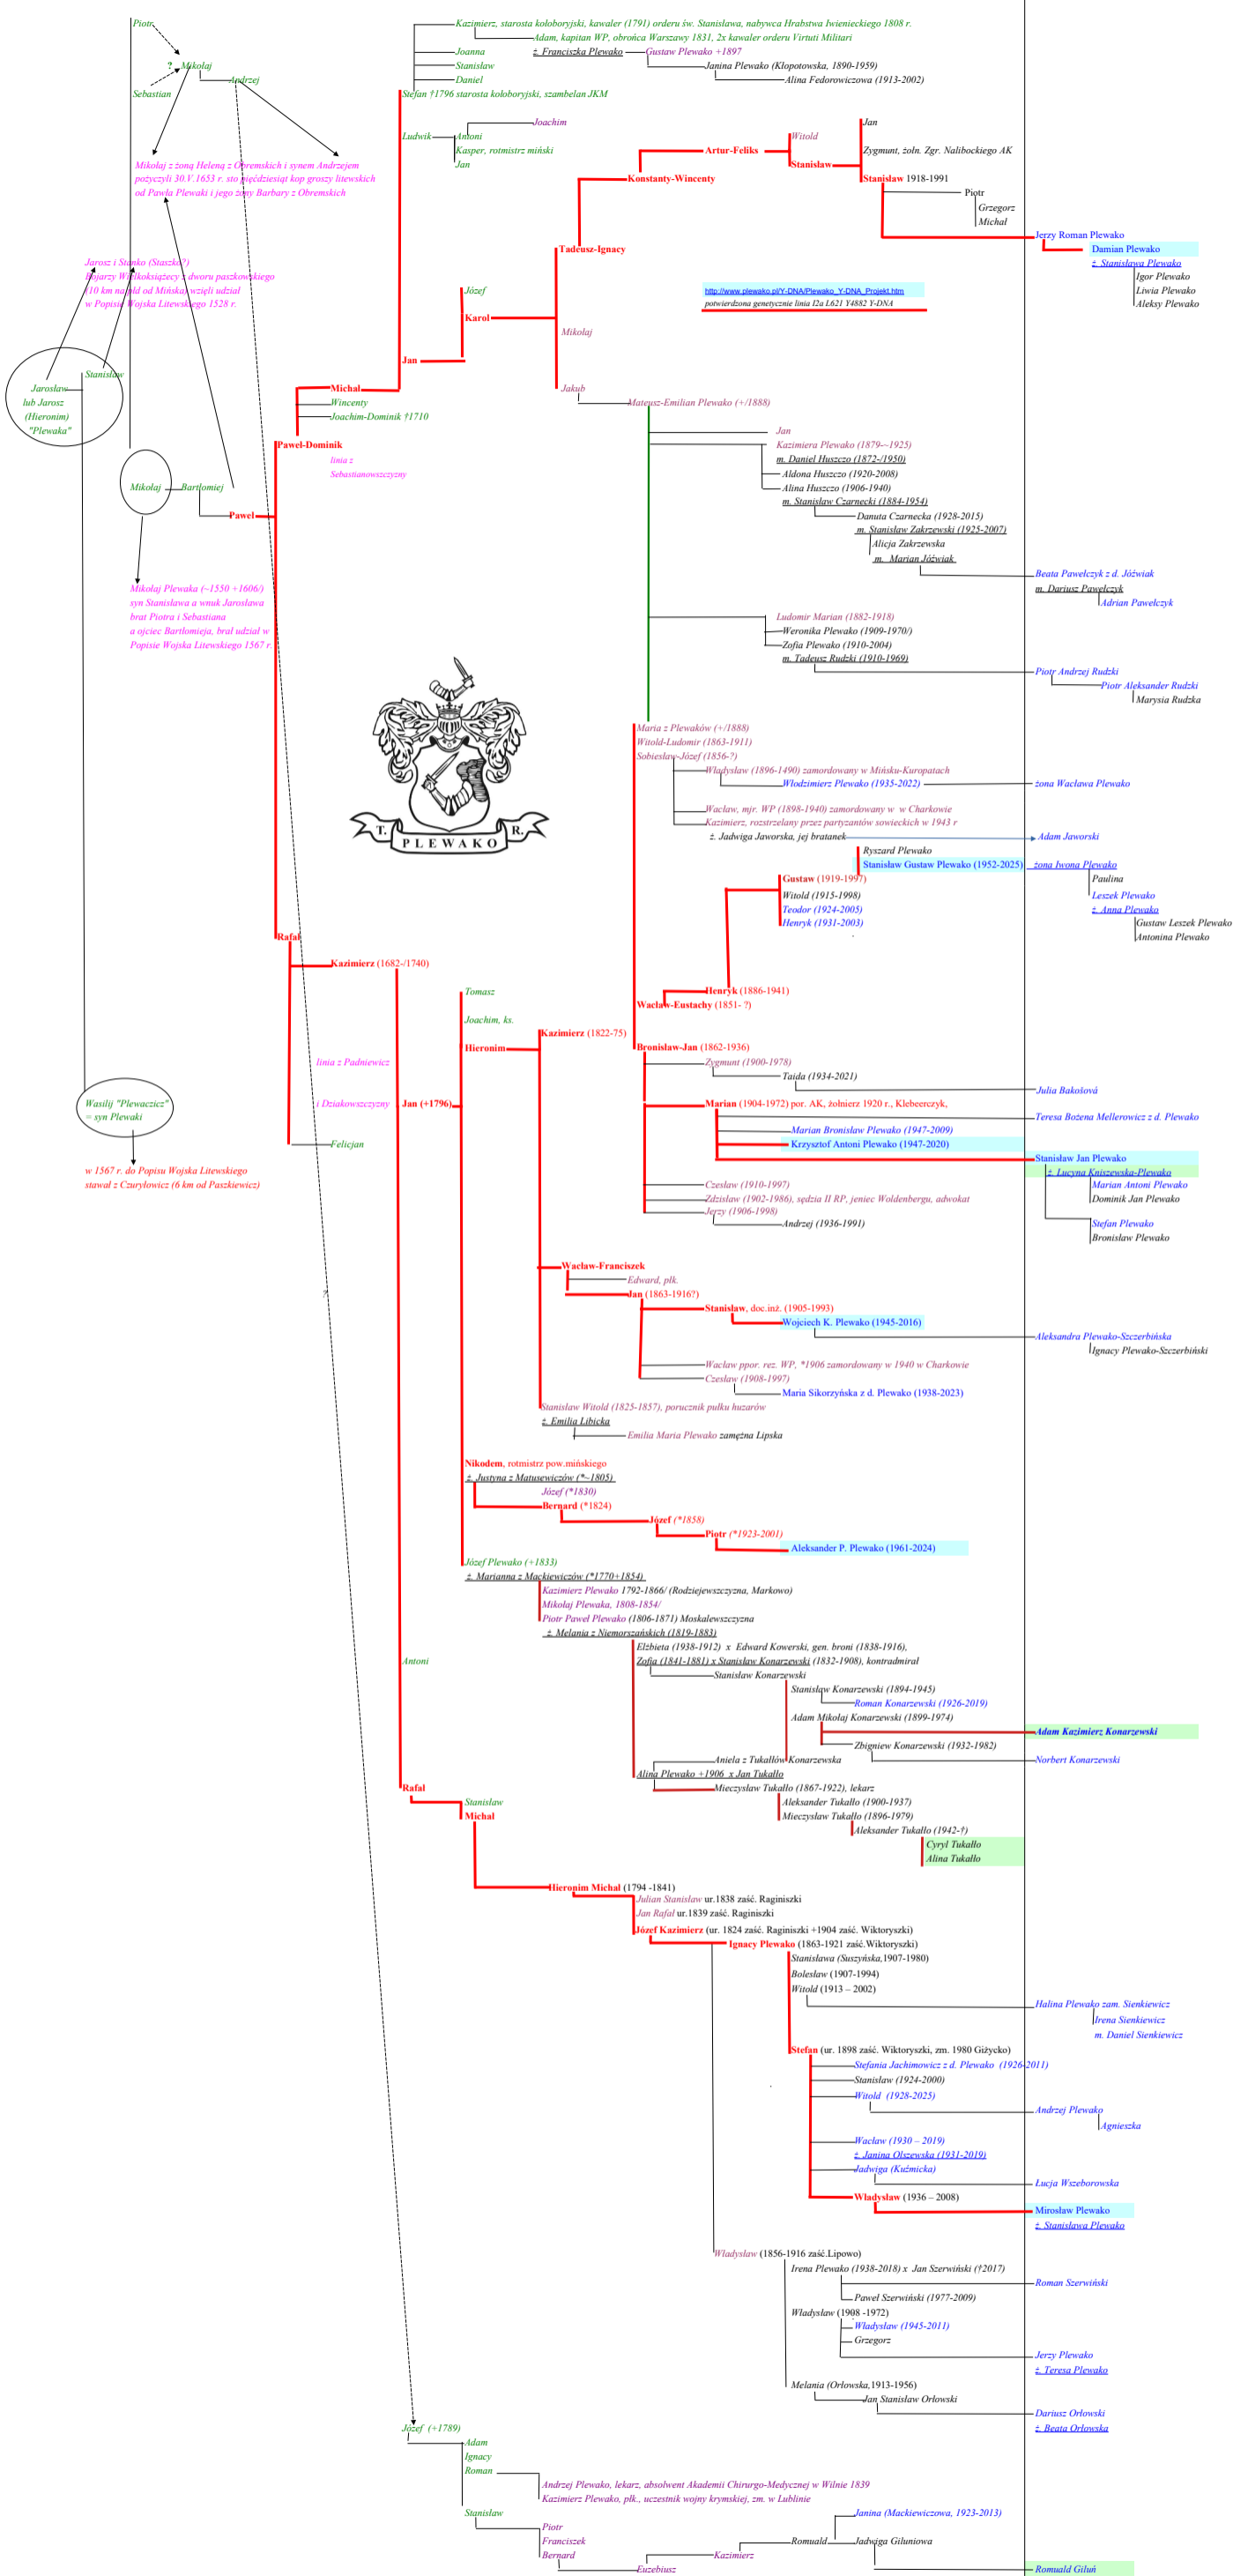 Piotr
Kazimierz, starosta kołoboryjski, kawaler (1791) orderu św. Stanisława, nabywca Hrabstwa Iwienieckiego 1808 r.
Adam, kapitan WP, obrońca Warszawy 1831, 2x kawaler orderu Virtuti Militari
Joanna
ż. Franciszka Plewako
Gustaw Plewako +1897
? Mikołaj
Stanisław
Janina Plewako (Kłopotowska, 1890-1959)
Andrzej
Daniel
Alina Fedorowiczowa (1913-2002)
Sebastian
Stefan †1796 starosta kołoboryjski, szambelan JKM
Joachim
Jan
Ludwik
Antoni
Witold
Kasper, rotmistrz miński
Artur-Feliks
Zygmunt, żołn. Zgr. Nalibockiego AK
Jan
Stanisław
Mikołaj z żoną Heleną z Obremskich i synem Andrzejem
pożyczyli 30.V.1653 r. sto pięćdziesiąt kop groszy litewskich
od Pawła Plewaki i jego żony Barbary z Obremskich
Konstanty-Wincenty
Stanisław 1918-1991
Piotr
Grzegorz
Michał
Jerzy Roman Plewako
Tadeusz-Ignacy
Damian Plewako
ż. Stanisława Plewako
Igor Plewako
Liwia Plewako
Aleksy Plewako
Jarosz i Stanko (Staszko?)
Bojarzy Wielkoksiążęcy z dworu paszkowskiego
(10 km na płd od Mińska) wzięli udział
w Popisie Wojska Litewskiego 1528 r.
Józef
http://www.plewako.pl/Y-DNA/Plewako_Y-DNA_Projekt.htm
potwierdzona genetycznie linia I2a L621 Y4882 Y-DNA
Karol
Mikołaj
Jan
Stanisław
Jarosław
lub Jarosz
(Hieronim)
"Plewaka"
Michał
Jakub
Wincenty
Mateusz-Emilian Plewako (+/1888)
Joachim-Dominik †1710
Jan
Paweł-Dominik
Kazimiera Plewako (1879-~1925)
linia z
Sebastianowszczyzny
m. Daniel Huszczo (1872-/1950)
Aldona Huszczo (1920-2008)
Mikołaj
Bartłomiej
Alina Huszczo (1906-1940)
m. Stanisław Czarnecki (1884-1954)
Paweł
Danuta Czarnecka (1928-2015)
m. Stanisław Zakrzewski (1925-2007)
Alicja Zakrzewska
m. Marian Jóźwiak
Beata Pawełczyk z d. Jóźwiak
m. Dariusz Pawełczyk
Adrian Pawełczyk
Mikołaj Plewaka (~1550 +1606/)
syn Stanisława a wnuk Jarosława
brat Piotra i Sebastiana
a ojciec Bartłomieja, brał udział w
Popisie Wojska Litewskiego 1567 r.
Ludomir Marian (1882-1918)
Weronika Plewako (1909-1970/)
Zofia Plewako (1910-2004)
m. Tadeusz Rudzki (1910-1969)
Piotr Andrzej Rudzki
Piotr Aleksander Rudzki
Marysia Rudzka
T. PLEWAKO R.
Maria z Plewaków (+/1888)
Witold-Ludomir (1863-1911)
Sobiesław-Józef (1856-?)
Władysław (1896-1490) zamordowany w Mińsku-Kuropatach
Włodzimierz Plewako (1935-2022)
żona Wacława Plewako
Wacław, mjr. WP (1898-1940) zamordowany w w Charkowie
Kazimierz, rozstrzelany przez partyzantów sowieckich w 1943 r
ż. Jadwiga Jaworska, jej bratanek
Adam Jaworski
Ryszard Plewako
Stanisław Gustaw Plewako (1952-2025)
żona Iwona Plewako
Gustaw (1919-1997)
Paulina
Witold (1915-1998)
Leszek Plewako
Teodor (1924-2005)
ż. Anna Plewako
Henryk (1931-2003)
Gustaw Leszek Plewako
Antonina Plewako
Rafał
Kazimierz (1682-/1740)
Tomasz
Henryk (1886-1941)
Wacław-Eustachy (1851- ?)
Joachim, ks.
Kazimierz (1822-75)
Hieronim
Bronisław-Jan (1862-1936)
linia z Padniewicz
Zygmunt (1900-1978)
Taida (1934-2021)
Julia Bakošová
Wasilij "Plewaczicz"
= syn Plewaki
i Dziakowszczyzny
Jan (+1796)
Marian (1904-1972) por. AK, żołnierz 1920 r., Klebeerczyk,
Teresa Bożena Mellerowicz z d. Plewako
Marian Bronisław Plewako (1947-2009)
Felicjan
Krzysztof Antoni Plewako (1947-2020)
Stanisław Jan Plewako
w 1567 r. do Popisu Wojska Litewskiego
stawał z Czuryłowicz (6 km od Paszkiewicz)
ż. Lucyna Kniszewska-Plewako
Czesław (1910-1997)
Marian Antoni Plewako
Zdzisław (1902-1986), sędzia II RP, jeniec Woldenbergu, adwokat
Dominik Jan Plewako
Jerzy (1906-1998)
Andrzej (1936-1991)
Stefan Plewako
Bronisław Plewako
Wacław-Franciszek
Edward, płk.
Jan (1863-1916?)
?
Stanisław, doc.inż. (1905-1993)
Wojciech K. Plewako (1945-2016)
Aleksandra Plewako-Szczerbińska
Ignacy Plewako-Szczerbiński
Wacław ppor. rez. WP, *1906 zamordowany w 1940 w Charkowie
Czesław (1908-1997)
Maria Sikorzyńska z d. Plewako (1938-2023)
Stanisław Witold (1825-1857), porucznik pułku huzarów
ż. Emilia Libicka
Emilia Maria Plewako zamężna Lipska
Nikodem, rotmistrz pow.mińskiego
ż. Justyna z Matusewiczów (*~1805)
Józef (*1830)
Bernard (*1824)
Józef (*1858)
Piotr (*1923-2001)
Aleksander P. Plewako (1961-2024)
Józef Plewako (+1833)
ż. Marianna z Mackiewiczów (*1770+1854)
Kazimierz Plewako 1792-1866/ (Rodziejewszczyzna, Markowo)
Mikołaj Plewaka, 1808-1854/
Piotr Paweł Plewako (1806-1871) Moskalewszczyzna
ż. Melania z Niemorszańskich (1819-1883)
Elżbieta (1938-1912) x Edward Kowerski, gen. broni (1838-1916),
Antoni
Zofia (1841-1881) x Stanisław Konarzewski (1832-1908), kontradmirał
Stanisław Konarzewski
Stanisław Konarzewski (1894-1945)
Roman Konarzewski (1926-2019)
Adam Mikołaj Konarzewski (1899-1974)
Adam Kazimierz Konarzewski
Zbigniew Konarzewski (1932-1982)
Aniela z Tukałłów Konarzewska
Norbert Konarzewski
Alina Plewako +1906 x Jan Tukałło
Rafał
Mieczysław Tukałło (1867-1922), lekarz
Stanisław
Aleksander Tukałło (1900-1937)
Michał
Mieczysław Tukałło (1896-1979)
Aleksander Tukałło (1942-†)
Cyryl Tukałło
Alina Tukałło
Hieronim Michał (1794 -1841)
Julian Stanisław ur.1838 zaść. Raginiszki
Jan Rafał ur.1839 zaść. Raginiszki
Józef Kazimierz (ur. 1824 zaść. Raginiszki +1904 zaść. Wiktoryszki)
Ignacy Plewako (1863-1921 zaść.Wiktoryszki)
Stanisława (Suszyńska,1907-1980)
Bolesław (1907-1994)
Witold (1913 – 2002)
Halina Plewako zam. Sienkiewicz
Irena Sienkiewicz
m. Daniel Sienkiewicz
Stefan (ur. 1898 zaść. Wiktoryszki, zm. 1980 Giżycko)
Stefania Jachimowicz z d. Plewako (1926-2011)
Stanisław (1924-2000)
Witold (1928-2025)
Andrzej Plewako
Agnieszka
Wacław (1930 – 2019)
ż. Janina Olszewska (1931-2019)
Jadwiga (Kuźmicka)
Łucja Wszeborowska
Władysław (1936 – 2008)
Mirosław Plewako
ż. Stanisława Plewako
Władysław (1856-1916 zaść.Lipowo)
Irena Plewako (1938-2018) x Jan Szerwiński (†2017)
Roman Szerwiński
Paweł Szerwiński (1977-2009)
Władysław (1908 -1972)
Władysław (1945-2011)
Grzegorz
Jerzy Plewako
ż. Teresa Plewako
Melania (Orłowska,1913-1956)
Jan Stanisław Orłowski
Dariusz Orłowski
ż. Beata Orłowska
Józef (+1789)
Adam
Ignacy
Roman
Andrzej Plewako, lekarz, absolwent Akademii Chirurgo-Medycznej w Wilnie 1839
Kazimierz Plewako, płk., uczestnik wojny krymskiej, zm. w Lublinie
Stanisław
Janina (Mackiewiczowa, 1923-2013)
Piotr
Franciszek
Romuald
Jadwiga Giluniowa
Bernard
Kazimierz
Euzebiusz
Romuald Giluń